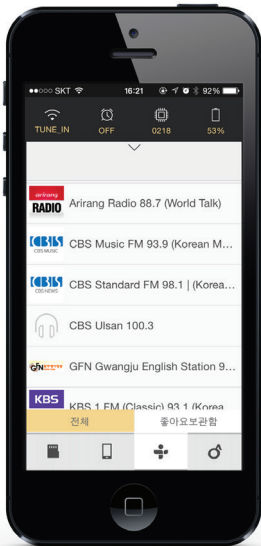 SKT 16:21 92%
TUNE_IN OFF 0218 53%
arirang
RADIO Arirang Radio 88.7 (World Talk)
CBS
CBS MUSIC CBS Music FM 93.9 (Korean M...
CBS
CBS NEWS CBS Standard FM 98.1 | (Korea...
CBS Ulsan 100.3
GFN GFN Gwangju English Station 9...
KBS KBS 1 FM (Classic) 93.1 (Korea
전체 좋아요보관함